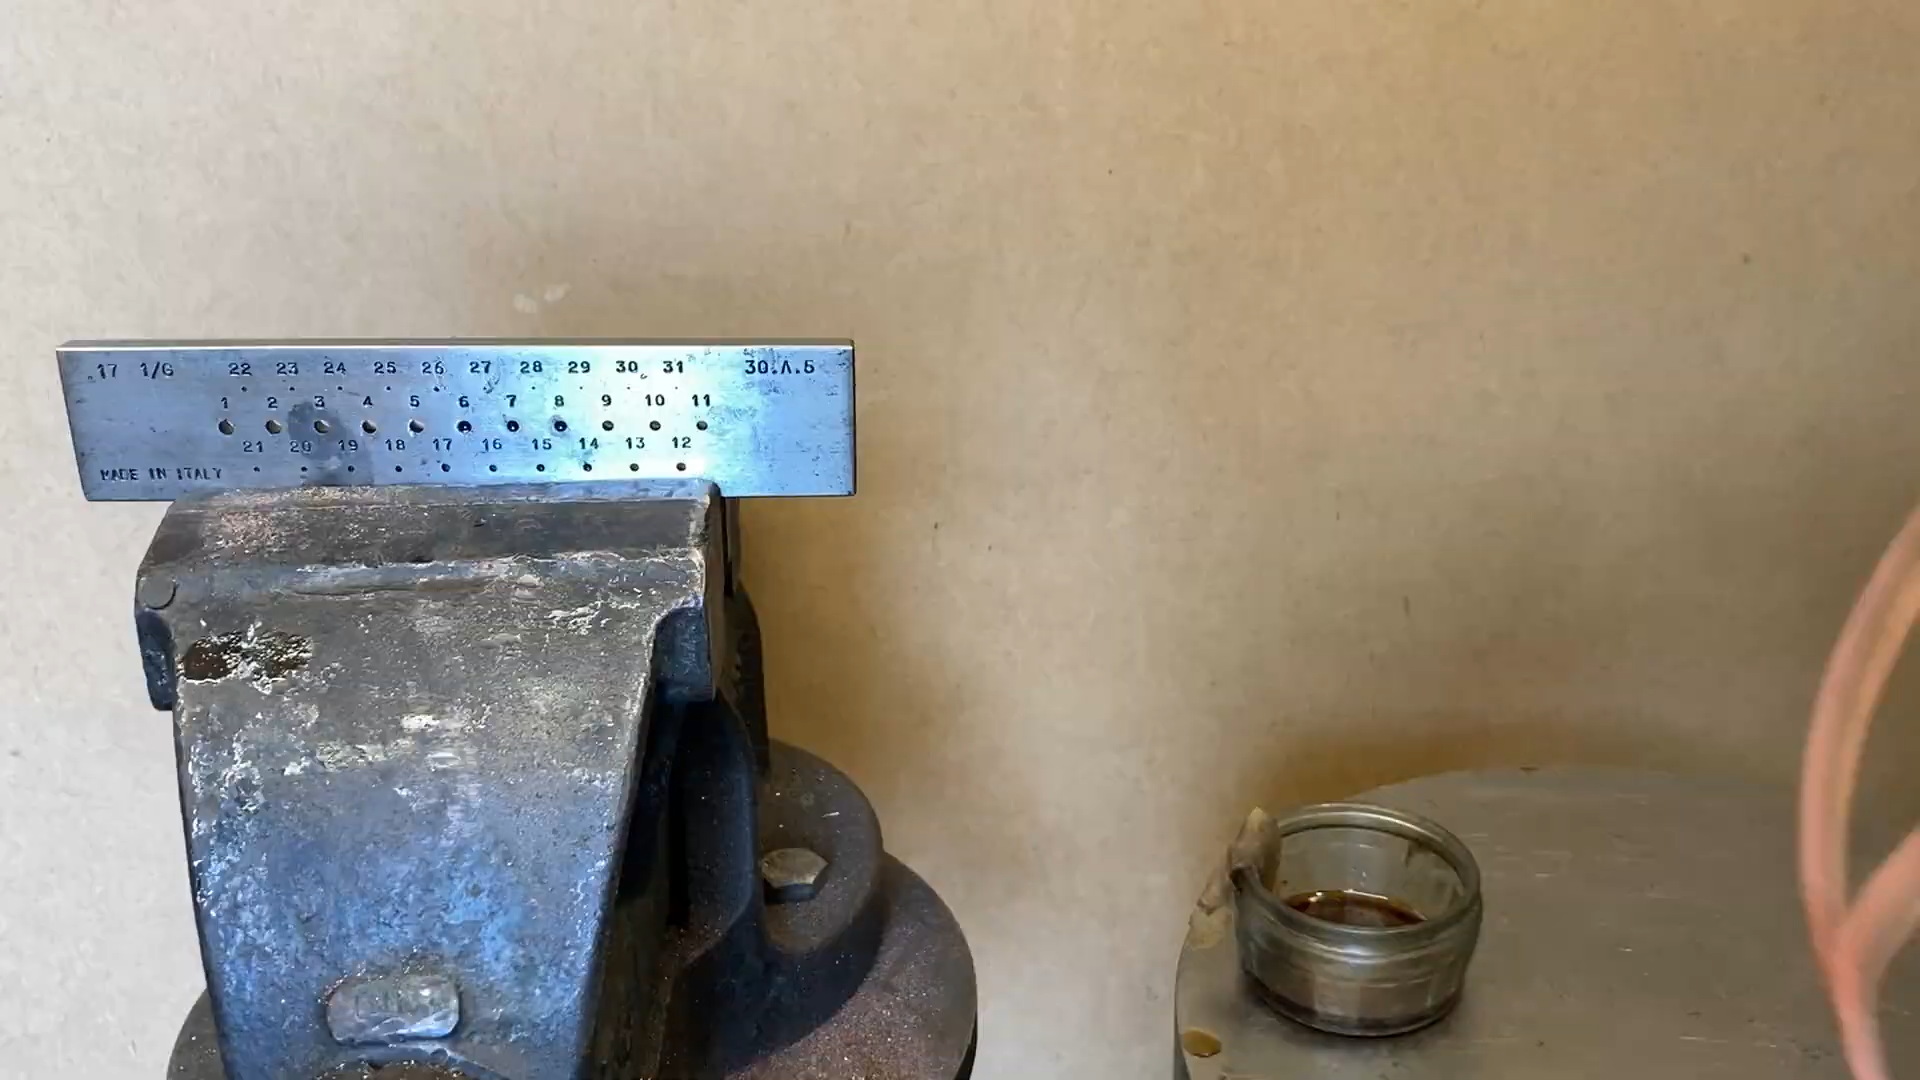 .17 1/G 22 23 24 25 26 27 28 29 30 31 30.Λ.5
1 2 3 4 5 6 7 8 9 10 11
21 20 19 18 17 16 15 14 13 12
MADE IN ITALY